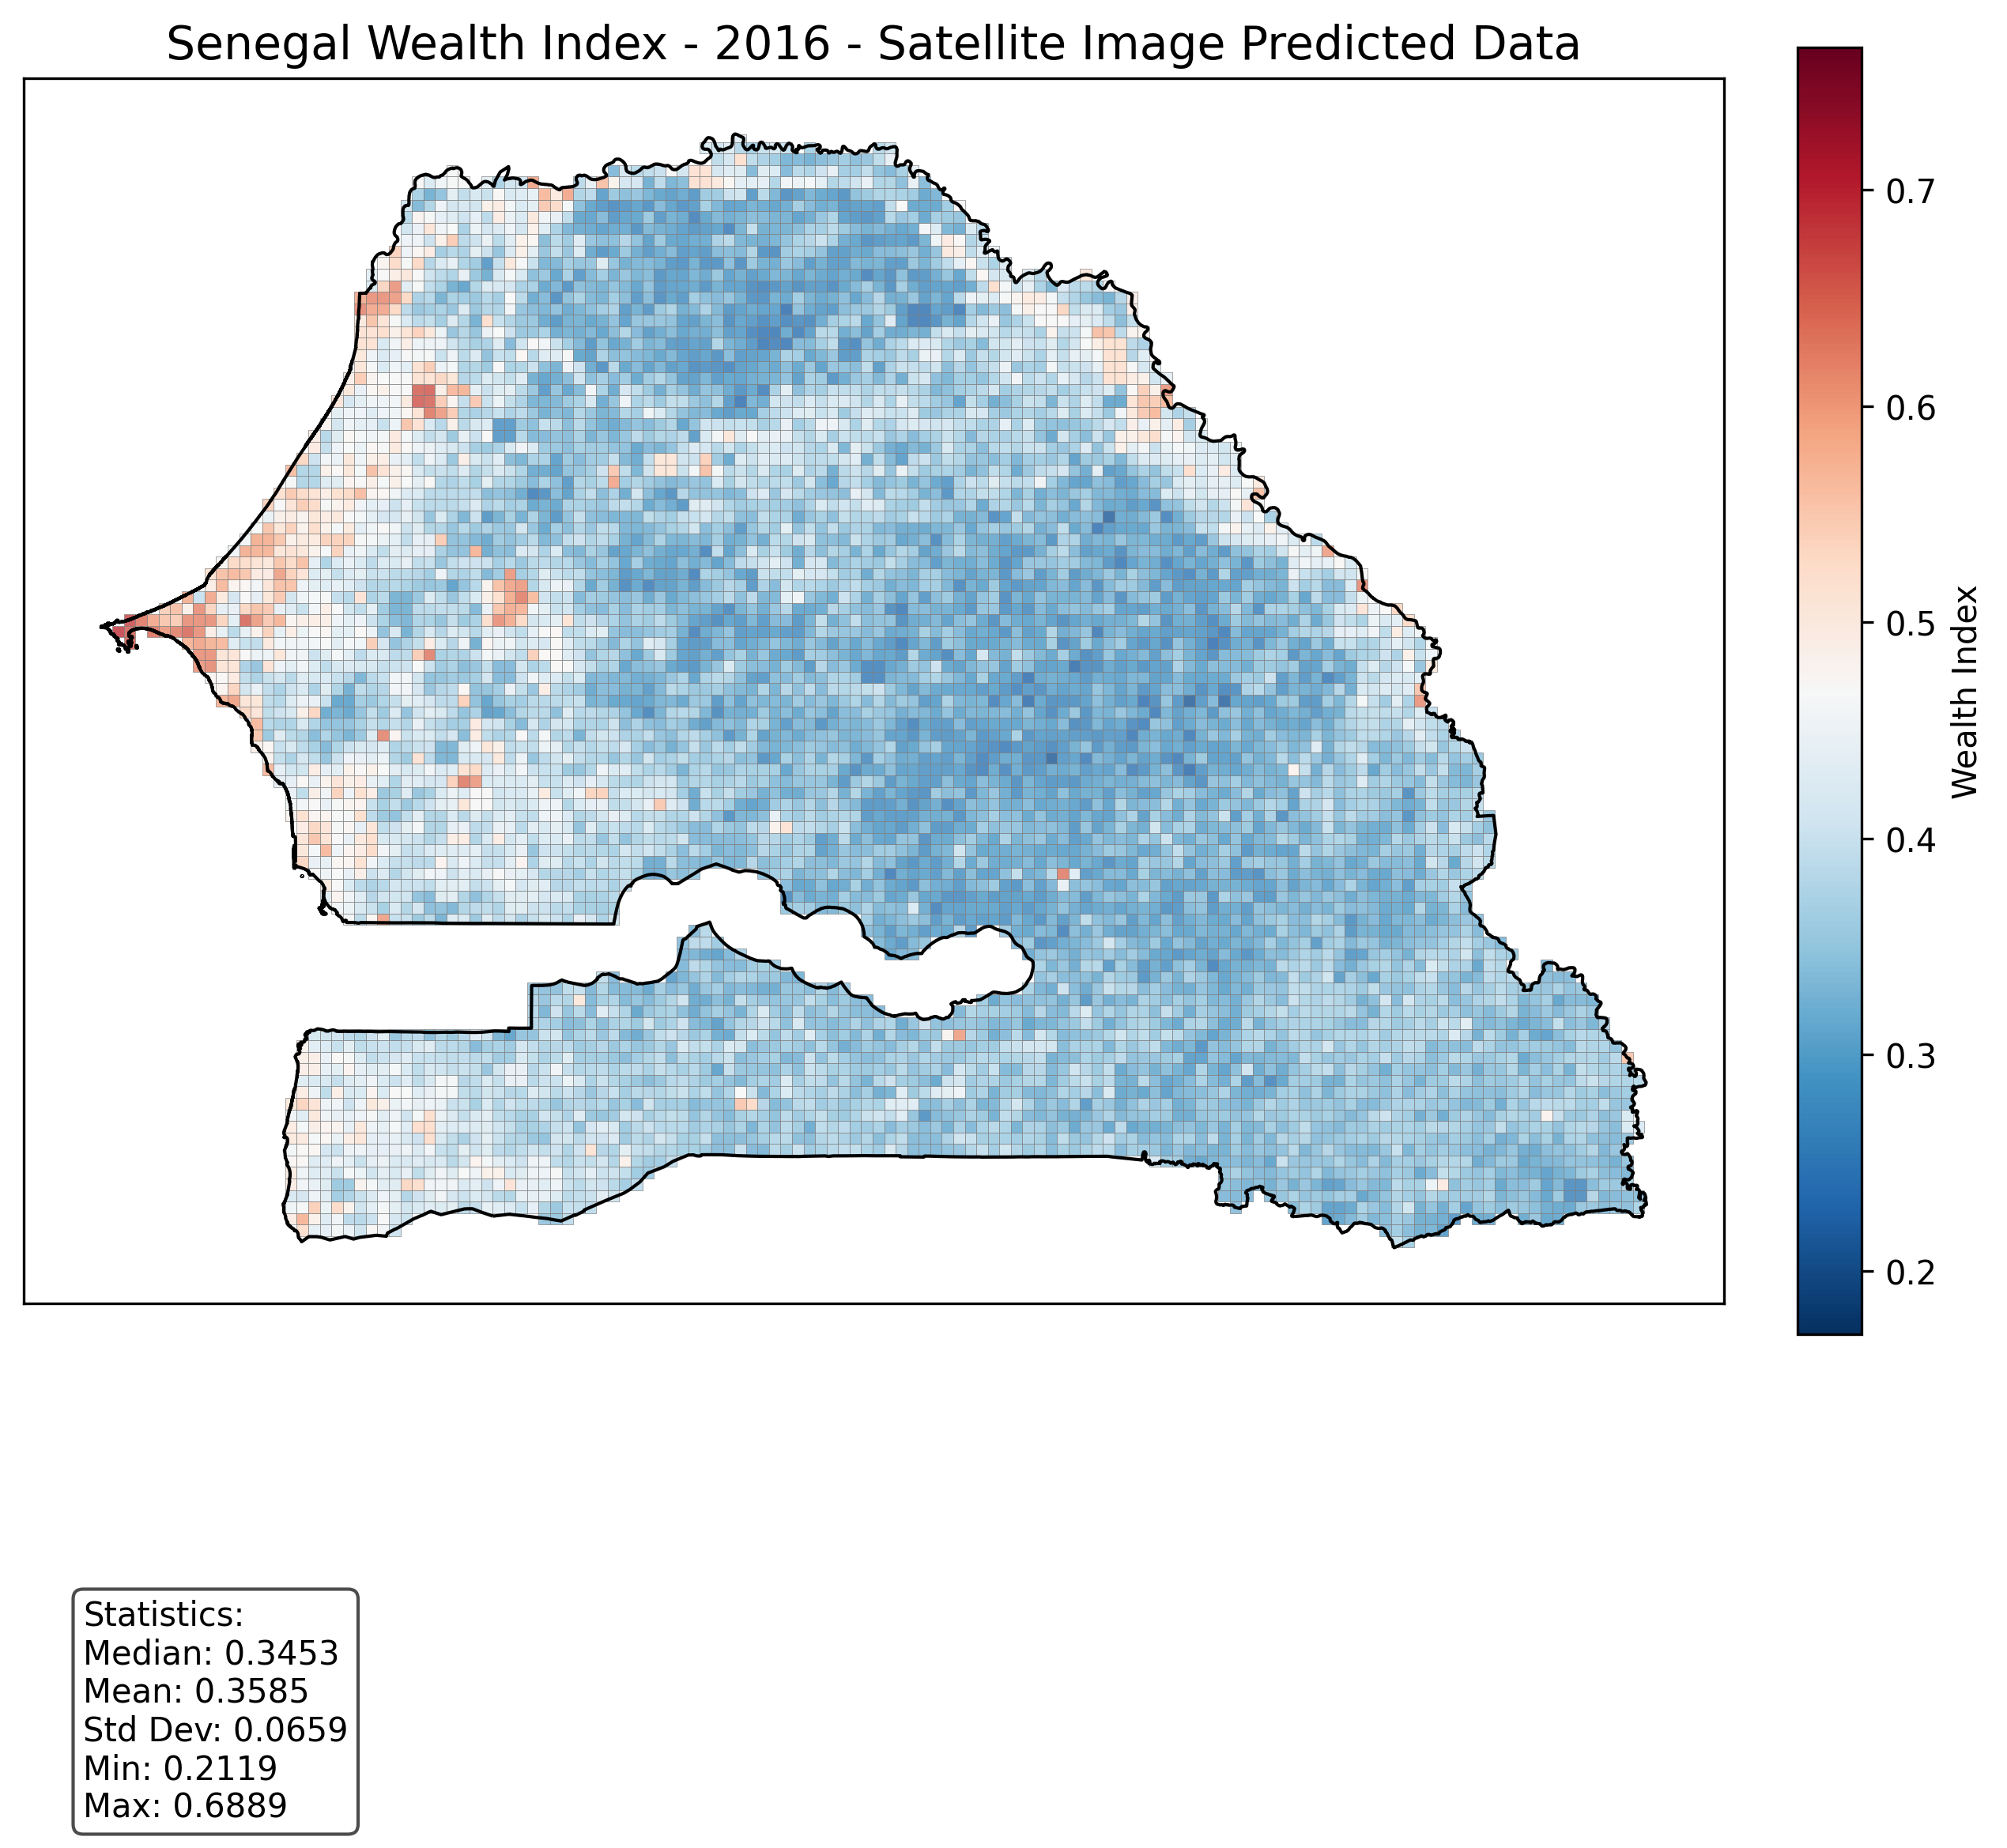 Senegal Wealth Index - 2016 - Satellite Image Predicted Data
0.7
0.6
0.5
0.4
0.3
0.2
Wealth Index
Statistics:
Median: 0.3453
Mean: 0.3585
Std Dev: 0.0659
Min: 0.2119
Max: 0.6889